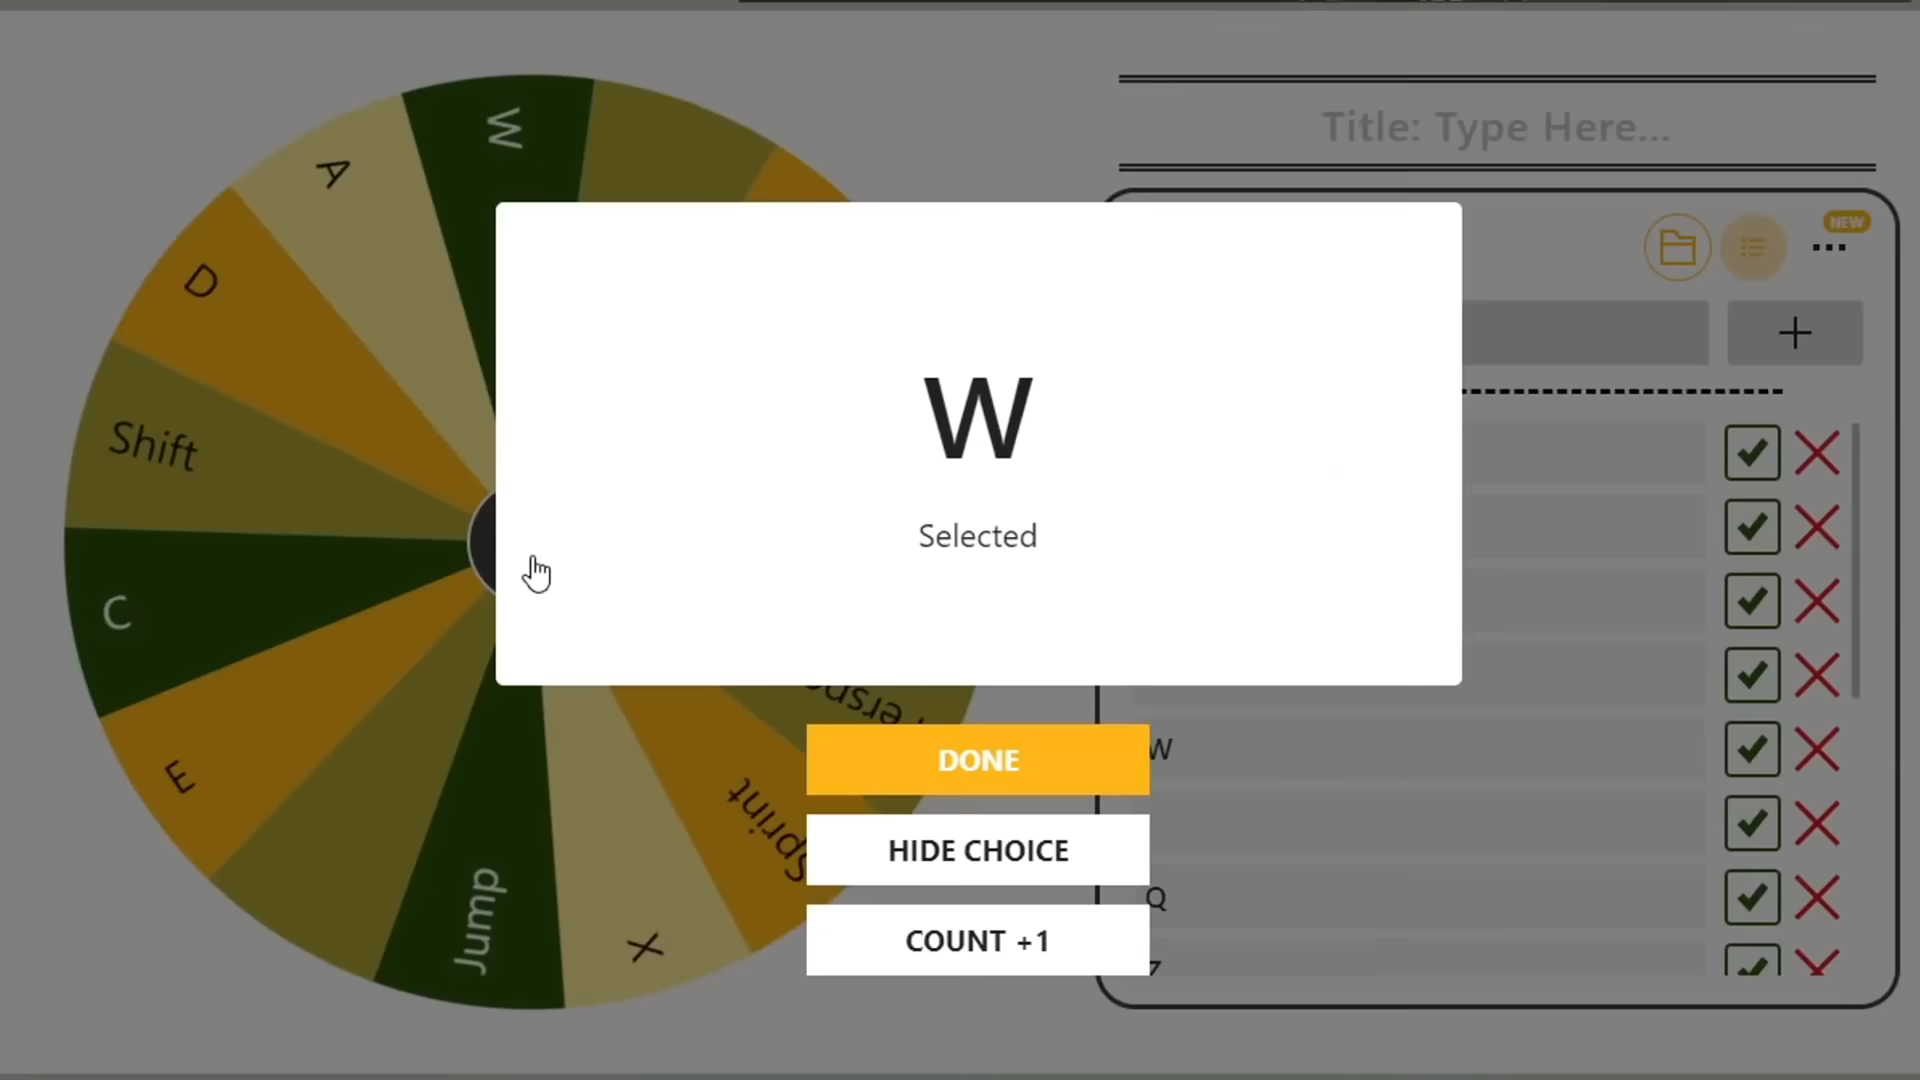 Title: Type Here...
NEW
W
A
D
Shift
C
E
Jump
X
Sprint
W
Selected
DONE
HIDE CHOICE
COUNT +1
W
Q